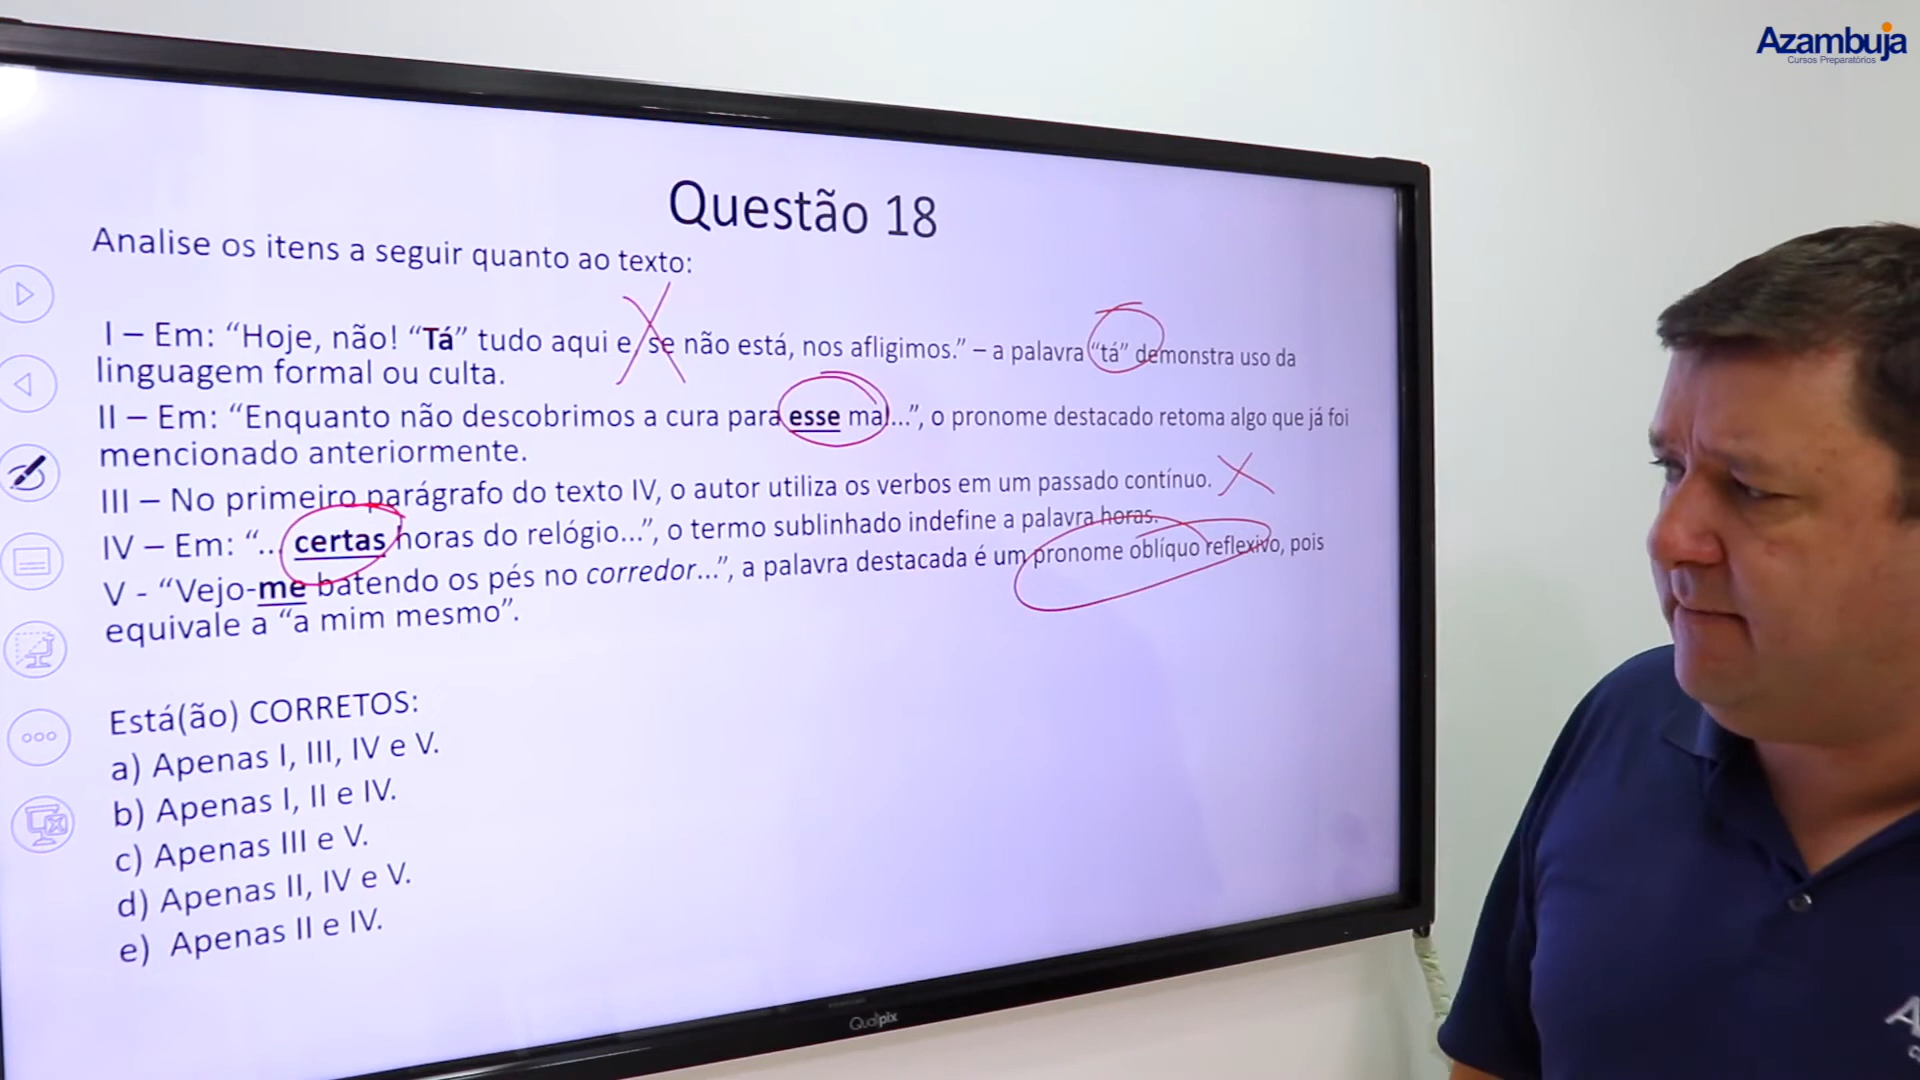 Azambuja
Cursos Preparatórios
Questão 18
Analise os itens a seguir quanto ao texto:
I – Em: “Hoje, não! “Tá” tudo aqui e se não está, nos afligimos.” – a palavra “tá” demonstra uso da
linguagem formal ou culta.
II – Em: “Enquanto não descobrimos a cura para esse mal...”, o pronome destacado retoma algo que já foi
mencionado anteriormente.
III – No primeiro parágrafo do texto IV, o autor utiliza os verbos em um passado contínuo.
IV – Em: “... certas horas do relógio...”, o termo sublinhado indefine a palavra horas.
V - “Vejo-me batendo os pés no corredor...”, a palavra destacada é um pronome oblíquo reflexivo, pois
equivale a “a mim mesmo”.
Está(ão) CORRETOS:
a) Apenas I, III, IV e V.
b) Apenas I, II e IV.
c) Apenas III e V.
d) Apenas II, IV e V.
e) Apenas II e IV.
Qualpix